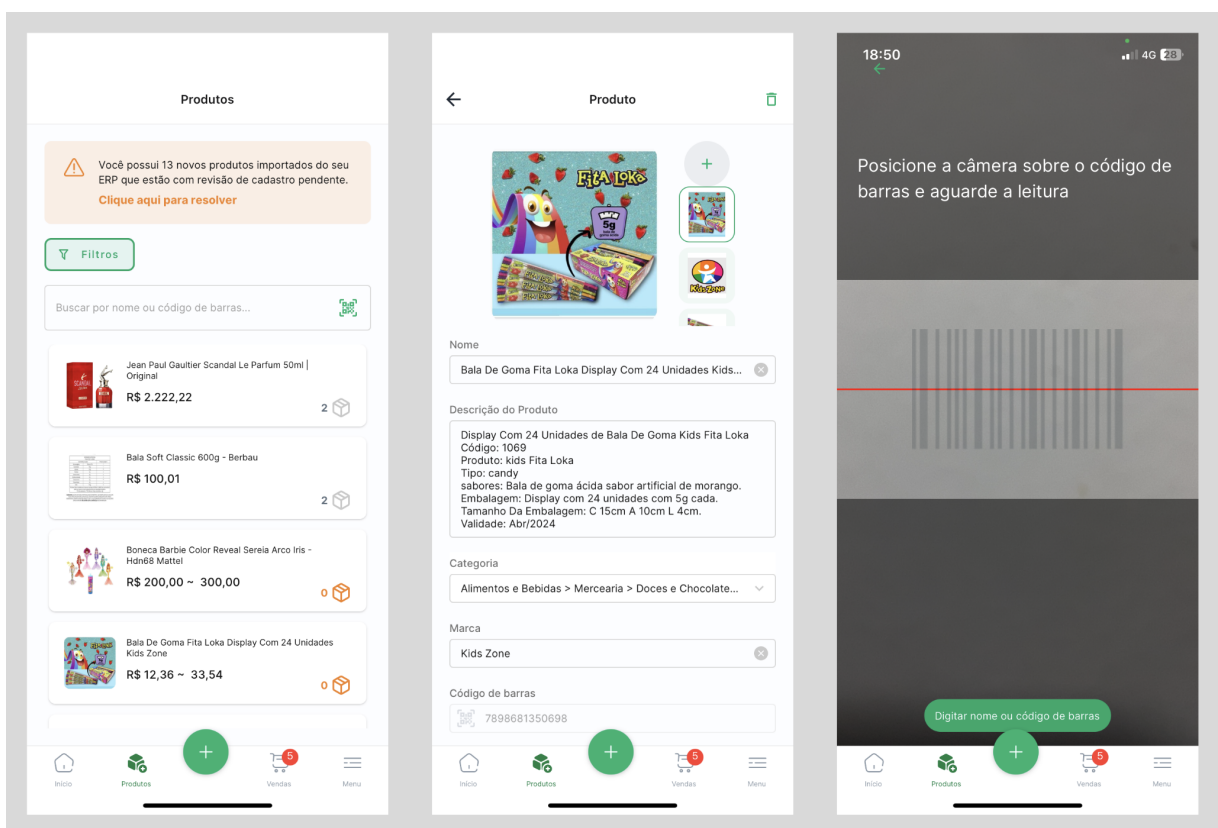 Produtos
Você possui 13 novos produtos importados do seu
ERP que estão com revisão de cadastro pendente.
Clique aqui para resolver
Filtros
Buscar por nome ou código de barras...
Jean Paul Gaultier Scandal Le Parfum 50ml |
Original
R$ 2.222,22
2
Bala Soft Classic 600g - Berbau
R$ 100,01
2
Boneca Barbie Color Reveal Sereia Arco Iris -
Hdn68 Mattel
R$ 200,00 ~ 300,00
0
Bala De Goma Fita Loka Display Com 24 Unidades
Kids Zone
R$ 12,36 ~ 33,54
0
Início
Produtos
+
5
Vendas
Menu
Produto
+
FITA LOKA
5g
KIDS ZONE
Nome
Bala De Goma Fita Loka Display Com 24 Unidades Kids...
Descrição do Produto
Display Com 24 Unidades de Bala De Goma Kids Fita Loka
Código: 1069
Produto: kids Fita Loka
Tipo: candy
sabores: Bala de goma ácida sabor artificial de morango.
Embalagem: Display com 24 unidades com 5g cada.
Tamanho Da Embalagem: C 15cm A 10cm L 4cm.
Validade: Abr/2024
Categoria
Alimentos e Bebidas > Mercearia > Doces e Chocolate...
Marca
Kids Zone
Código de barras
7898681350698
Início
Produtos
+
5
Vendas
Menu
18:50
4G 28
Posicione a câmera sobre o código de
barras e aguarde a leitura
Digitar nome ou código de barras
Início
Produtos
+
5
Vendas
Menu